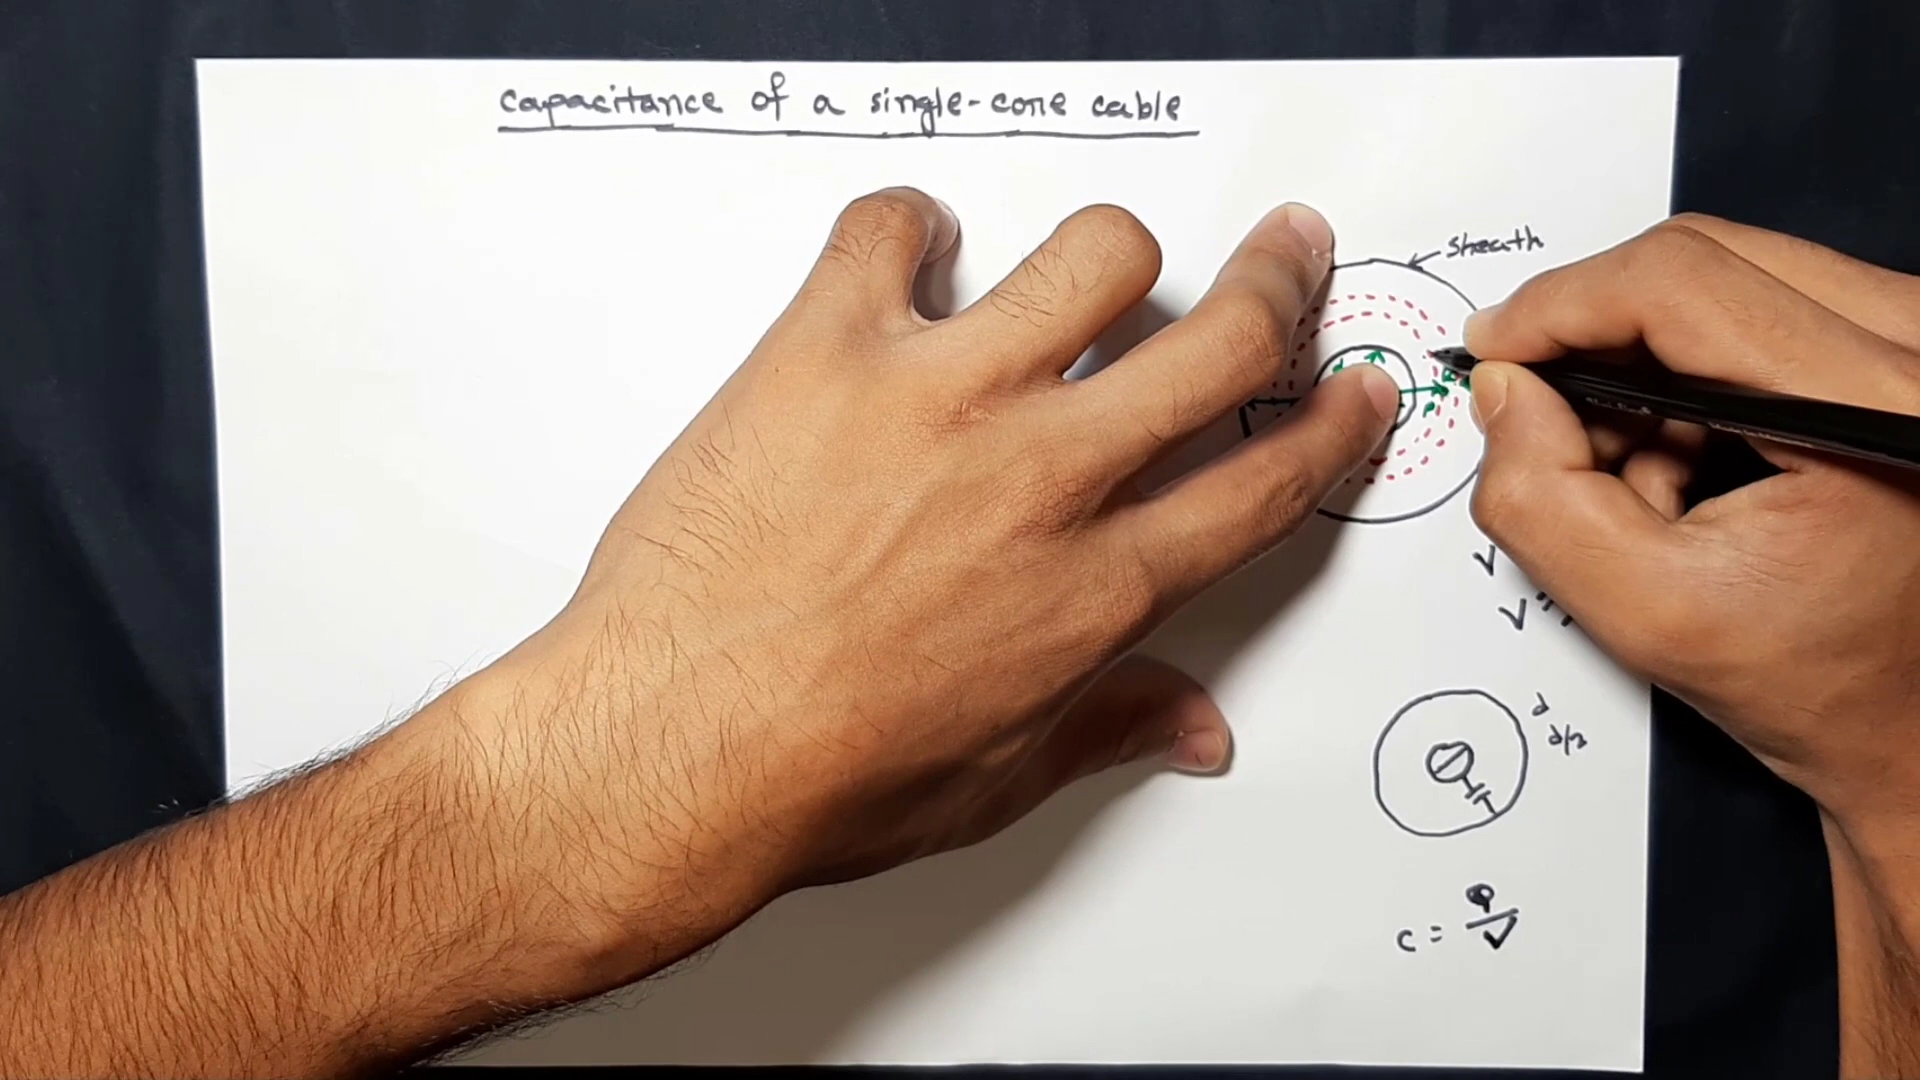 Capacitance of a single-core cable
Sheath
V
V =
d
d/2
C = Q/V